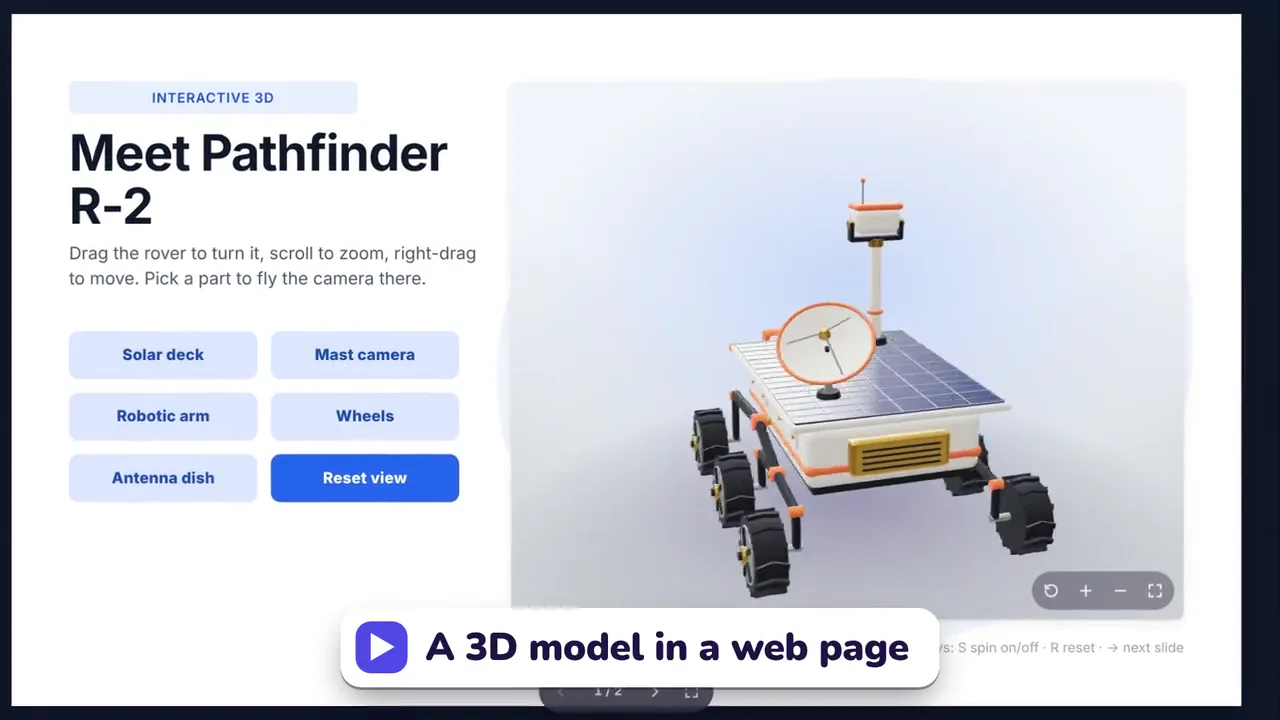 INTERACTIVE 3D
Meet Pathfinder
R-2
Drag the rover to turn it, scroll to zoom, right-drag
to move. Pick a part to fly the camera there.
Solar deck
Mast camera
Robotic arm
Wheels
Antenna dish
Reset view
S spin on/off · R reset · → next slide
A 3D model in a web page
1/2